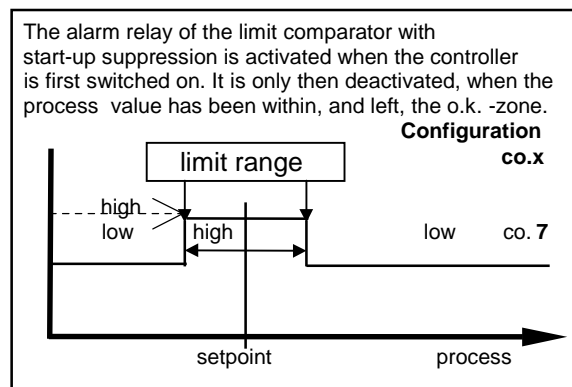 The alarm relay of the limit comparator with
start-up suppression is activated when the controller
is first switched on. It is only then deactivated, when the
process value has been within, and left, the o.k. -zone.
Configuration
co.x
limit range
high
low high low co. 7
setpoint process